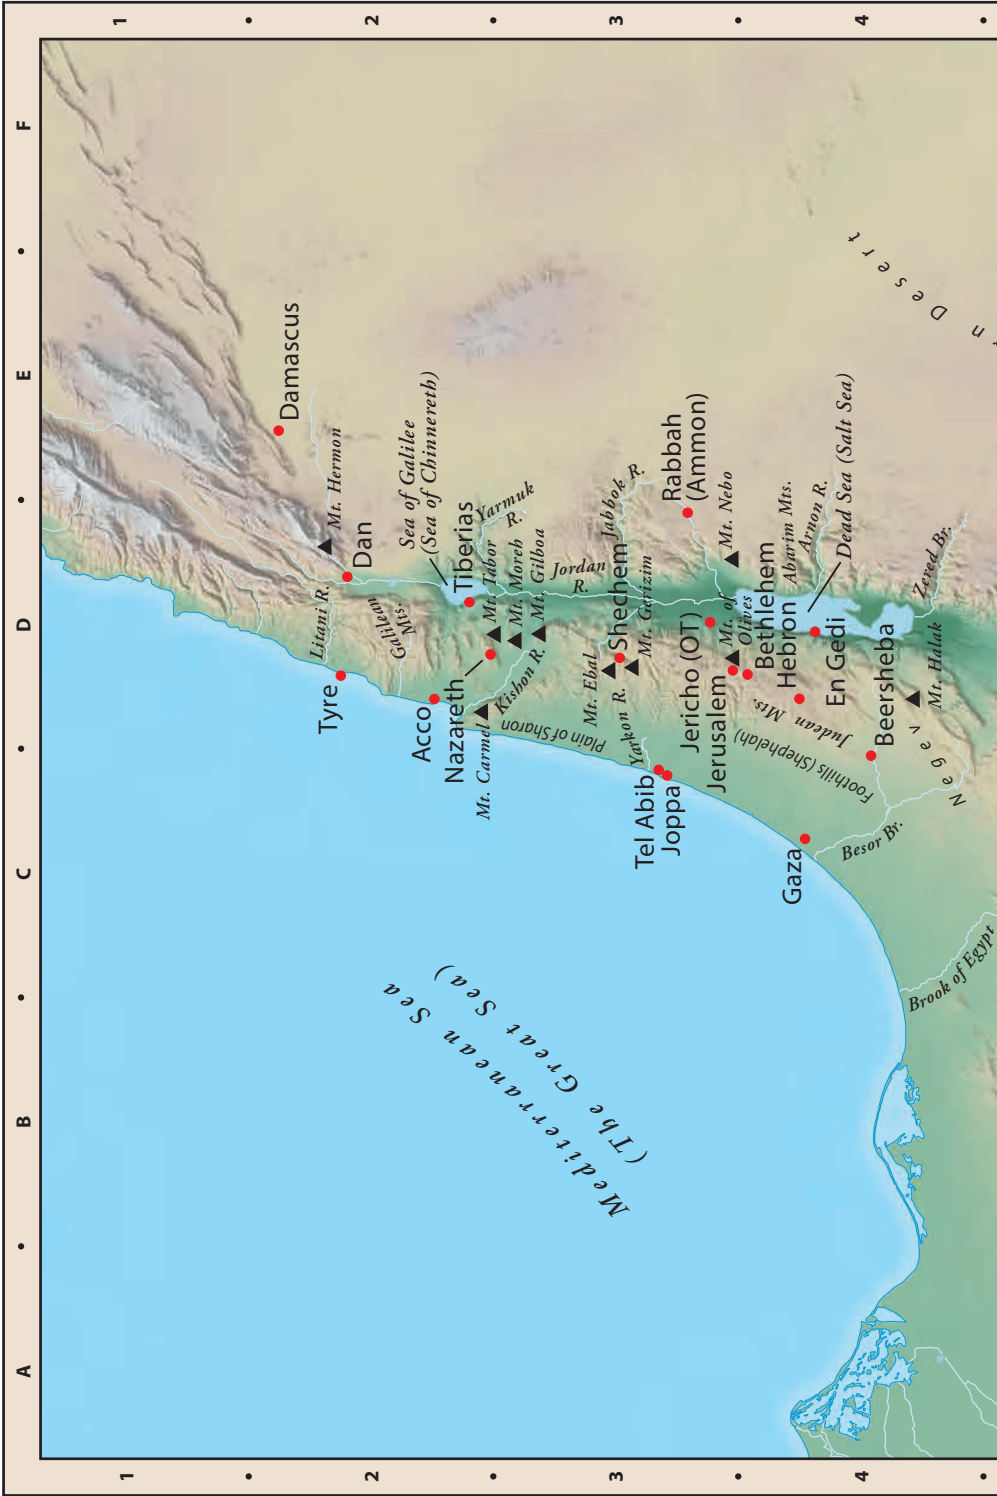 A
B
C
D
E
F
1
1
2
2
3
3
4
4
Damascus
Mt. Hermon
Dan
Litani R.
Tyre
Sea of Galilee
(Sea of Chinnereth)
Galilean
Mts.
Acco
Tiberias
Yarmuk
R.
Mt. Tabor
Mt. Moreh
Mt. Gilboa
Nazareth
Kishon R.
Mt. Carmel
Plain of Sharon
Jordan
R.
Mt. Ebal
Shechem
Jabbok R.
Mt. Gerizim
Yarkon R.
Tel Abib
Joppa
Rabbah
(Ammon)
Jericho (OT)
Mt. Nebo
Jerusalem
Mt. of
Olives
Bethlehem
Hebron
Judean Mts.
Foothills (Shephelah)
Abarim Mts.
Arnon R.
Dead Sea (Salt Sea)
En Gedi
Gaza
Beersheba
Besor Br.
Negev
Mt. Halak
Zered Br.
Brook of Egypt
Mediterranean Sea
(The Great Sea)
n Desert